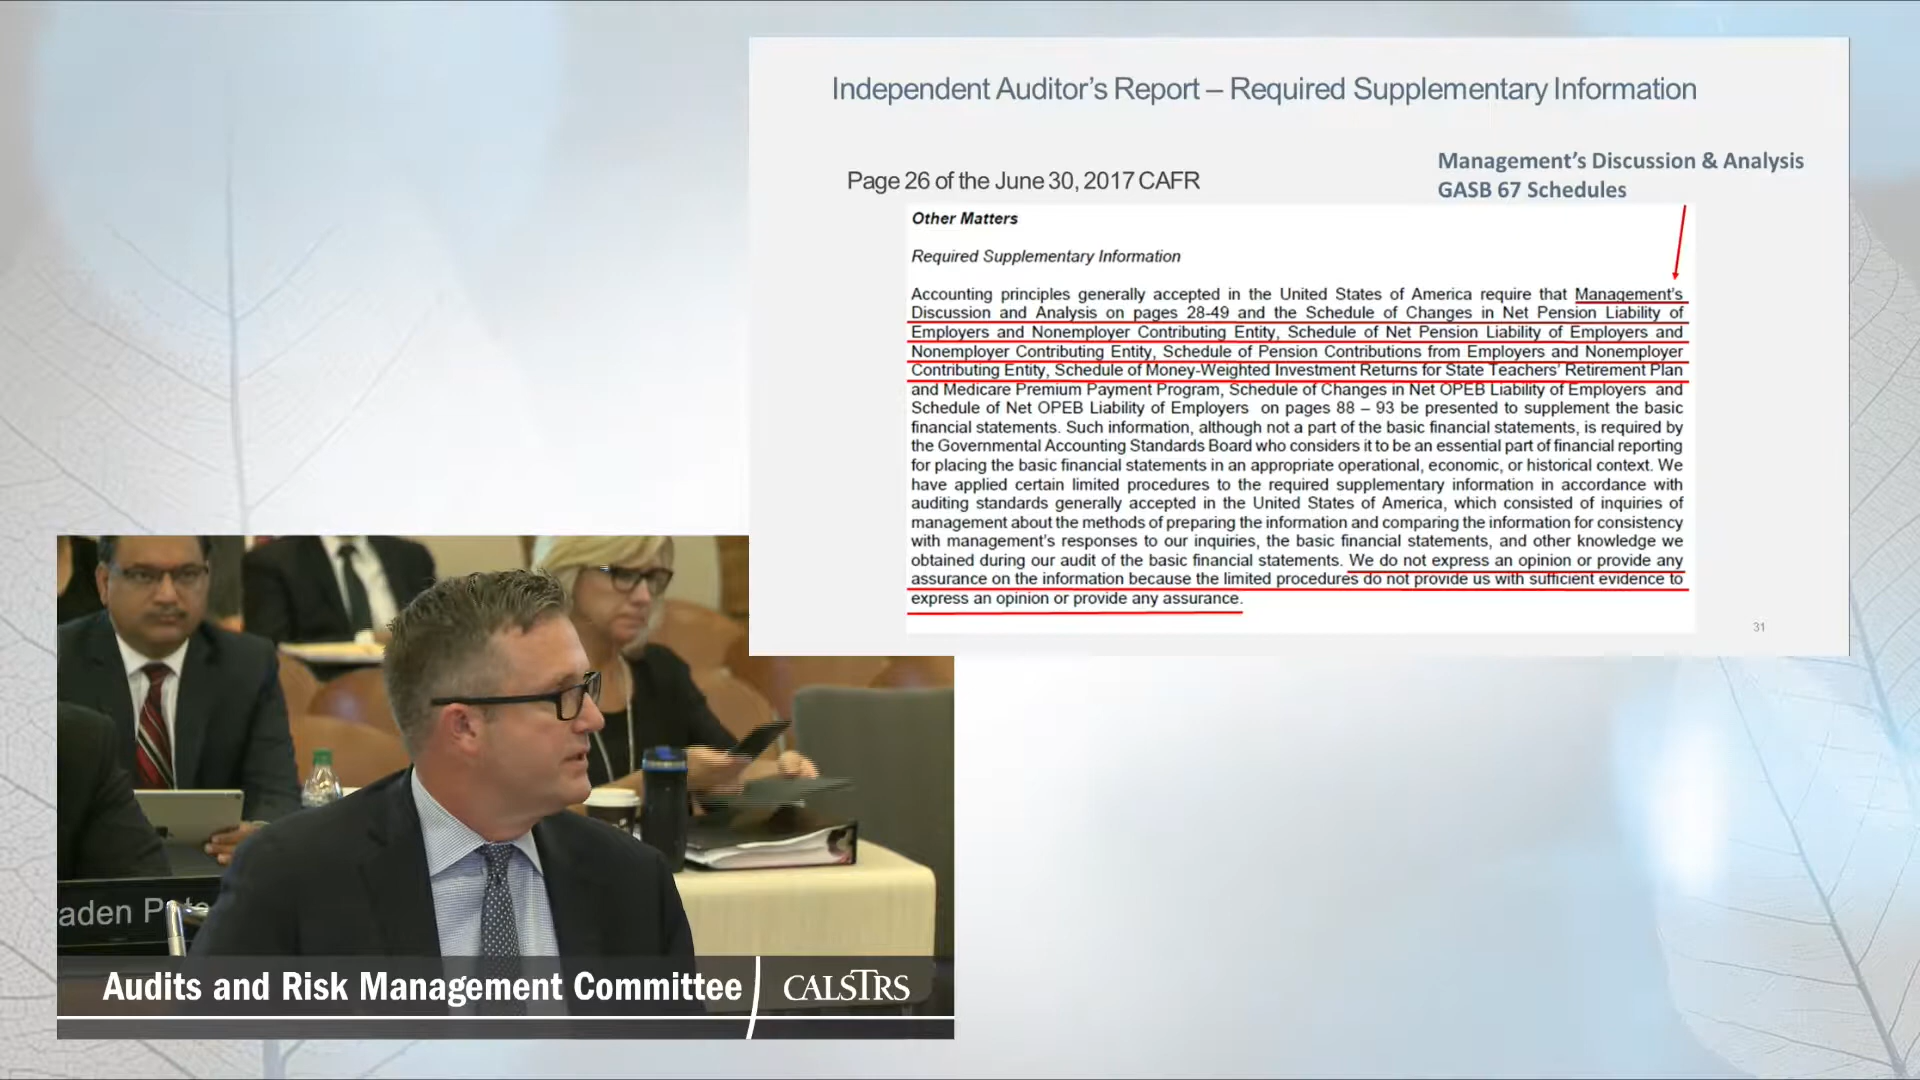 Independent Auditor's Report – Required Supplementary Information
Management's Discussion & Analysis
GASB 67 Schedules
Page 26 of the June 30, 2017 CAFR
Other Matters
Required Supplementary Information
Accounting principles generally accepted in the United States of America require that Management's
Discussion and Analysis on pages 28-49 and the Schedule of Changes in Net Pension Liability of
Employers and Nonemployer Contributing Entity, Schedule of Net Pension Liability of Employers and
Nonemployer Contributing Entity, Schedule of Pension Contributions from Employers and Nonemployer
Contributing Entity, Schedule of Money-Weighted Investment Returns for State Teachers' Retirement Plan
and Medicare Premium Payment Program, Schedule of Changes in Net OPEB Liability of Employers and
Schedule of Net OPEB Liability of Employers on pages 88 – 93 be presented to supplement the basic
financial statements. Such information, although not a part of the basic financial statements, is required by
the Governmental Accounting Standards Board who considers it to be an essential part of financial reporting
for placing the basic financial statements in an appropriate operational, economic, or historical context. We
have applied certain limited procedures to the required supplementary information in accordance with
auditing standards generally accepted in the United States of America, which consisted of inquiries of
management about the methods of preparing the information and comparing the information for consistency
with management's responses to our inquiries, the basic financial statements, and other knowledge we
obtained during our audit of the basic financial statements. We do not express an opinion or provide any
assurance on the information because the limited procedures do not provide us with sufficient evidence to
express an opinion or provide any assurance.
31
aden
Audits and Risk Management Committee
CALSTRS